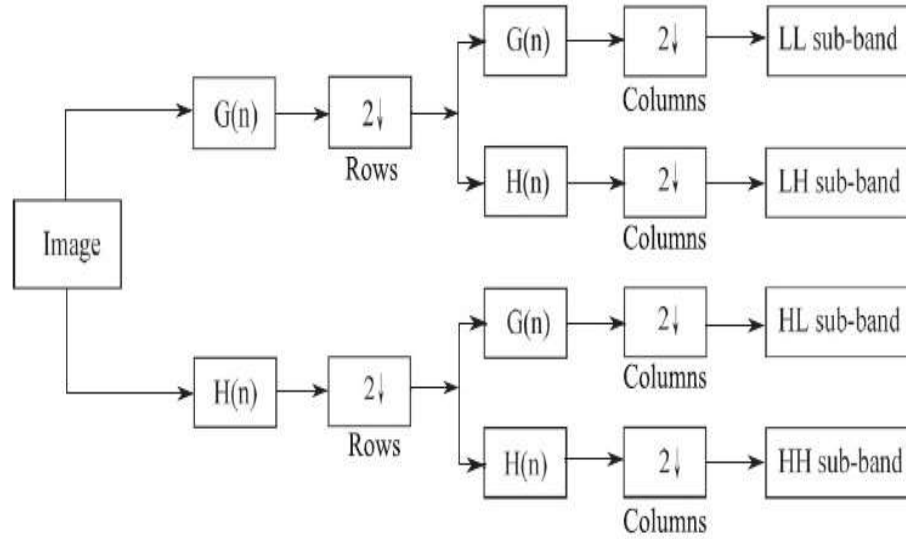 G(n)
2↓
Columns
LL sub-band
G(n)
2↓
Rows
H(n)
2↓
Columns
LH sub-band
Image
G(n)
2↓
Columns
HL sub-band
H(n)
2↓
Rows
H(n)
2↓
Columns
HH sub-band